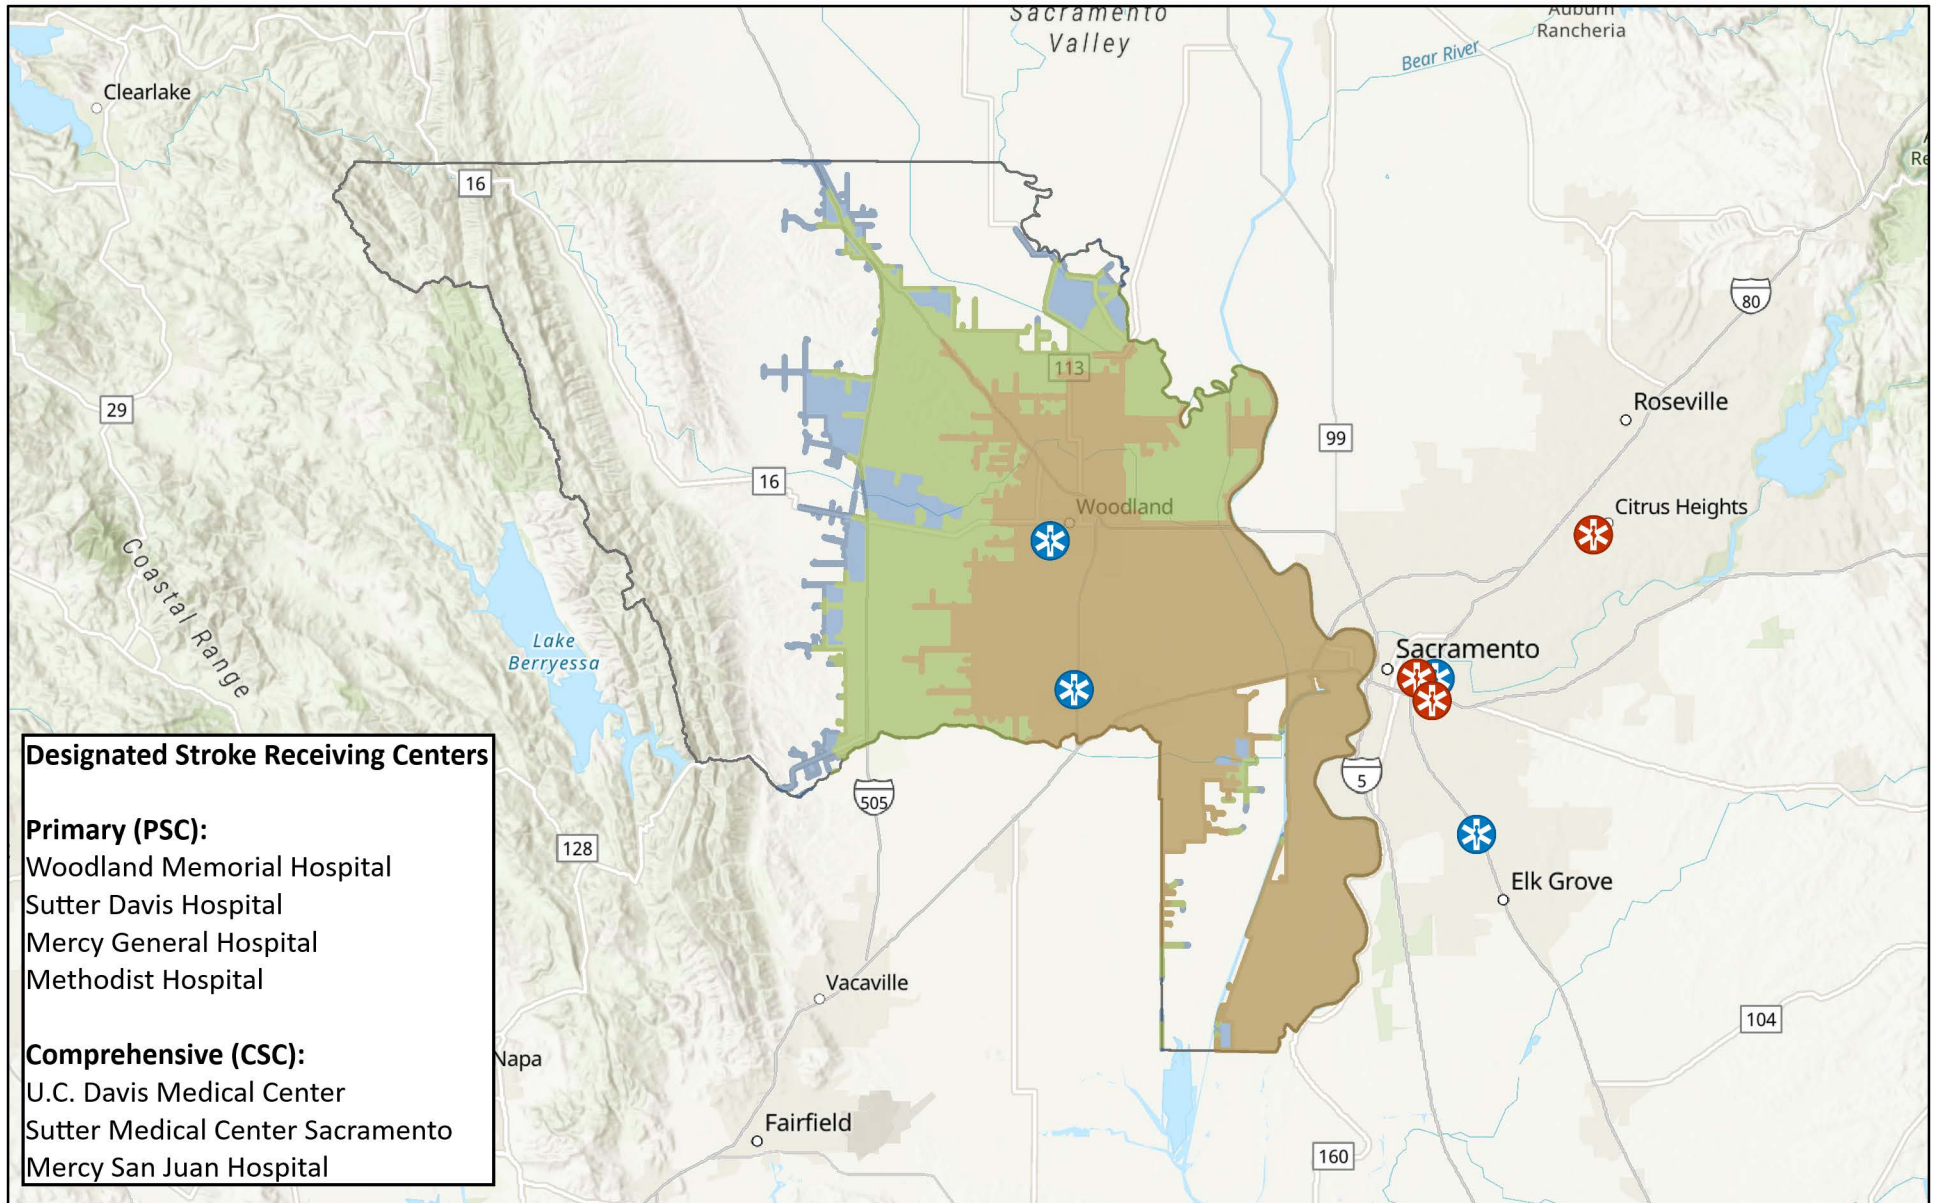 Sacramento
Valley
Auburn
Rancheria
Bear River
Clearlake
16
80
113
29
Roseville
99
16
Woodland
Citrus Heights
Coastal Range
Lake
Berryessa
Sacramento
5
505
128
Elk Grove
Vacaville
104
Napa
Fairfield
160
Designated Stroke Receiving Centers
Primary (PSC):
Woodland Memorial Hospital
Sutter Davis Hospital
Mercy General Hospital
Methodist Hospital
Comprehensive (CSC):
U.C. Davis Medical Center
Sutter Medical Center Sacramento
Mercy San Juan Hospital